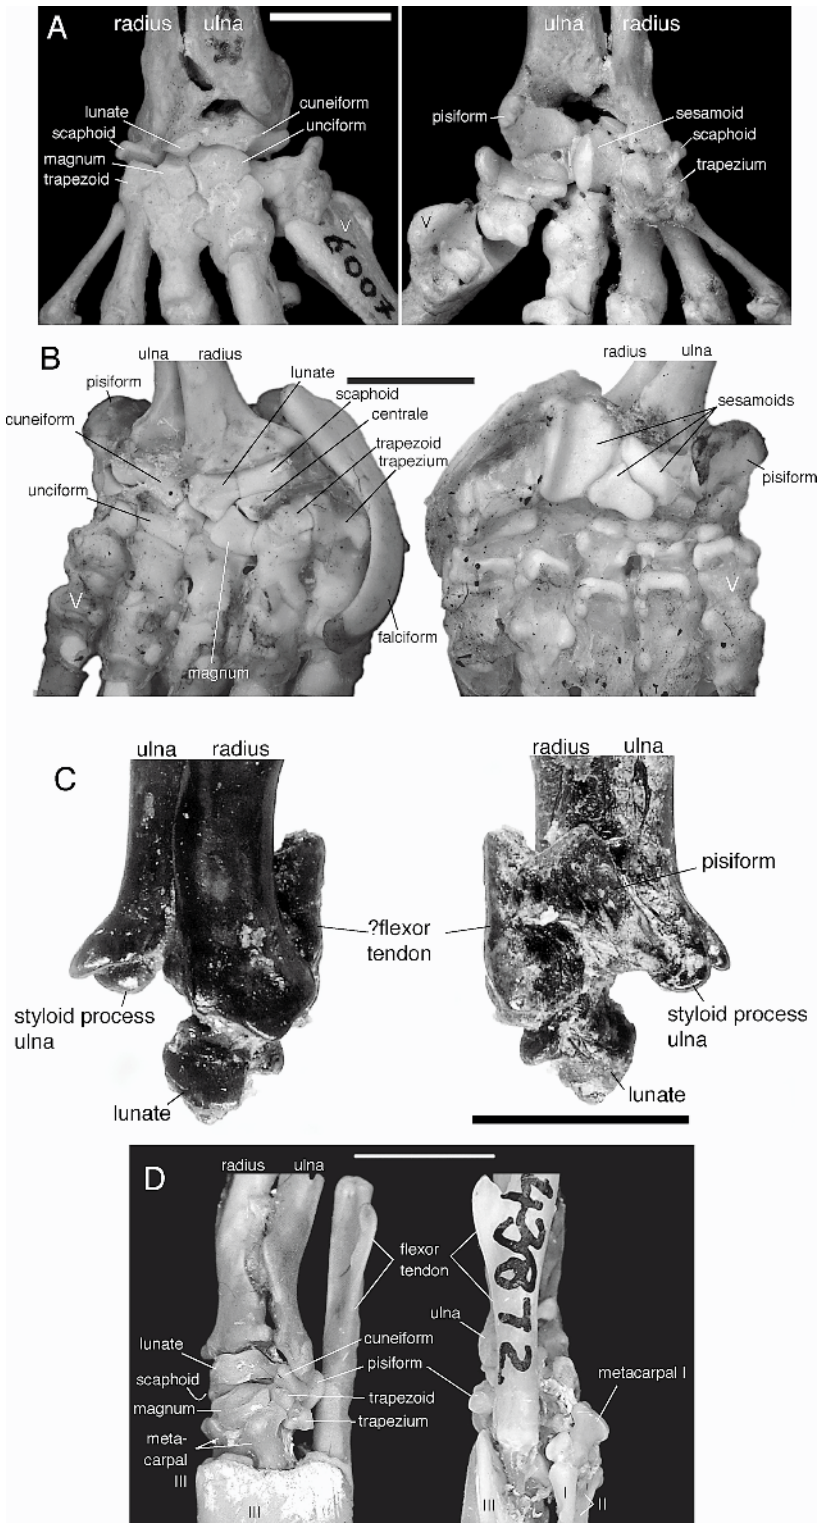 A
radius
ulna
lunate
scaphoid
magnum
trapezoid
cuneiform
unciform
V
6007
ulna
radius
pisiform
sesamoid
scaphoid
trapezium
V
B
ulna
radius
pisiform
cuneiform
unciform
lunate
scaphoid
centrale
trapezoid
trapezium
V
falciform
magnum
radius
ulna
sesamoids
pisiform
V
C
ulna
radius
?flexor
tendon
styloid process
ulna
lunate
radius
ulna
pisiform
styloid process
ulna
lunate
D
radius
ulna
flexor
tendon
lunate
scaphoid
magnum
meta-
carpal
III
cuneiform
pisiform
trapezoid
trapezium
III
ulna
43872
metacarpal I
III
I
II